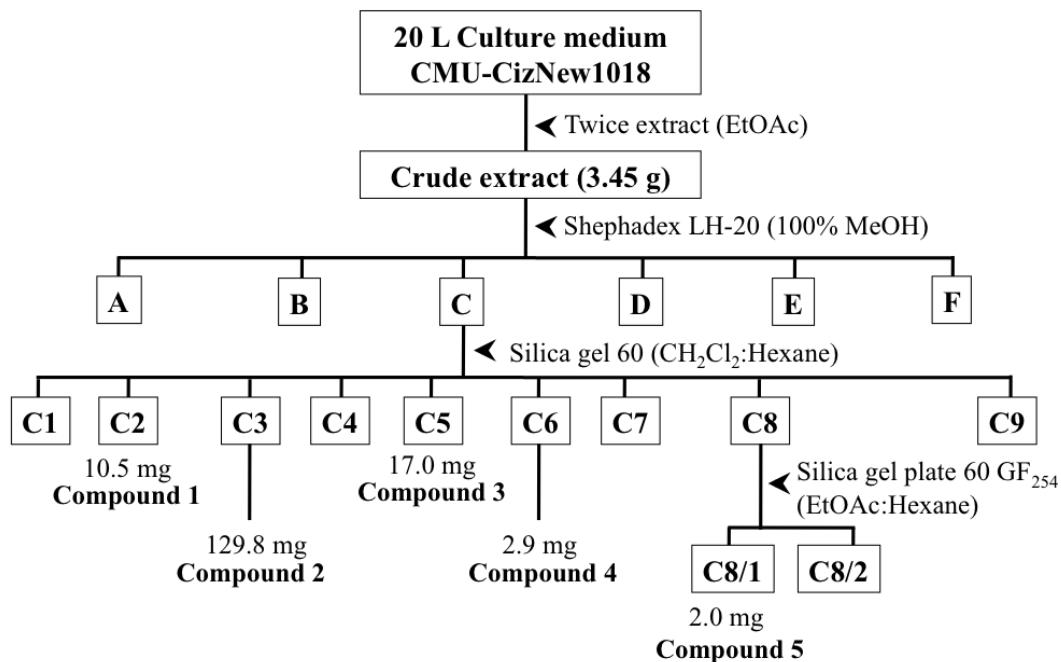 20 L Culture medium
CMU-CizNew1018
Twice extract (EtOAc)
Crude extract (3.45 g)
Shephadex LH-20 (100% MeOH)
A B C D E F
Silica gel 60 (CH₂Cl₂:Hexane)
C1 C2 C3 C4 C5 C6 C7 C8 C9
10.5 mg
Compound 1
17.0 mg
Compound 3
Silica gel plate 60 GF₂₅₄
(EtOAc:Hexane)
129.8 mg
Compound 2
2.9 mg
Compound 4
C8/1 C8/2
2.0 mg
Compound 5